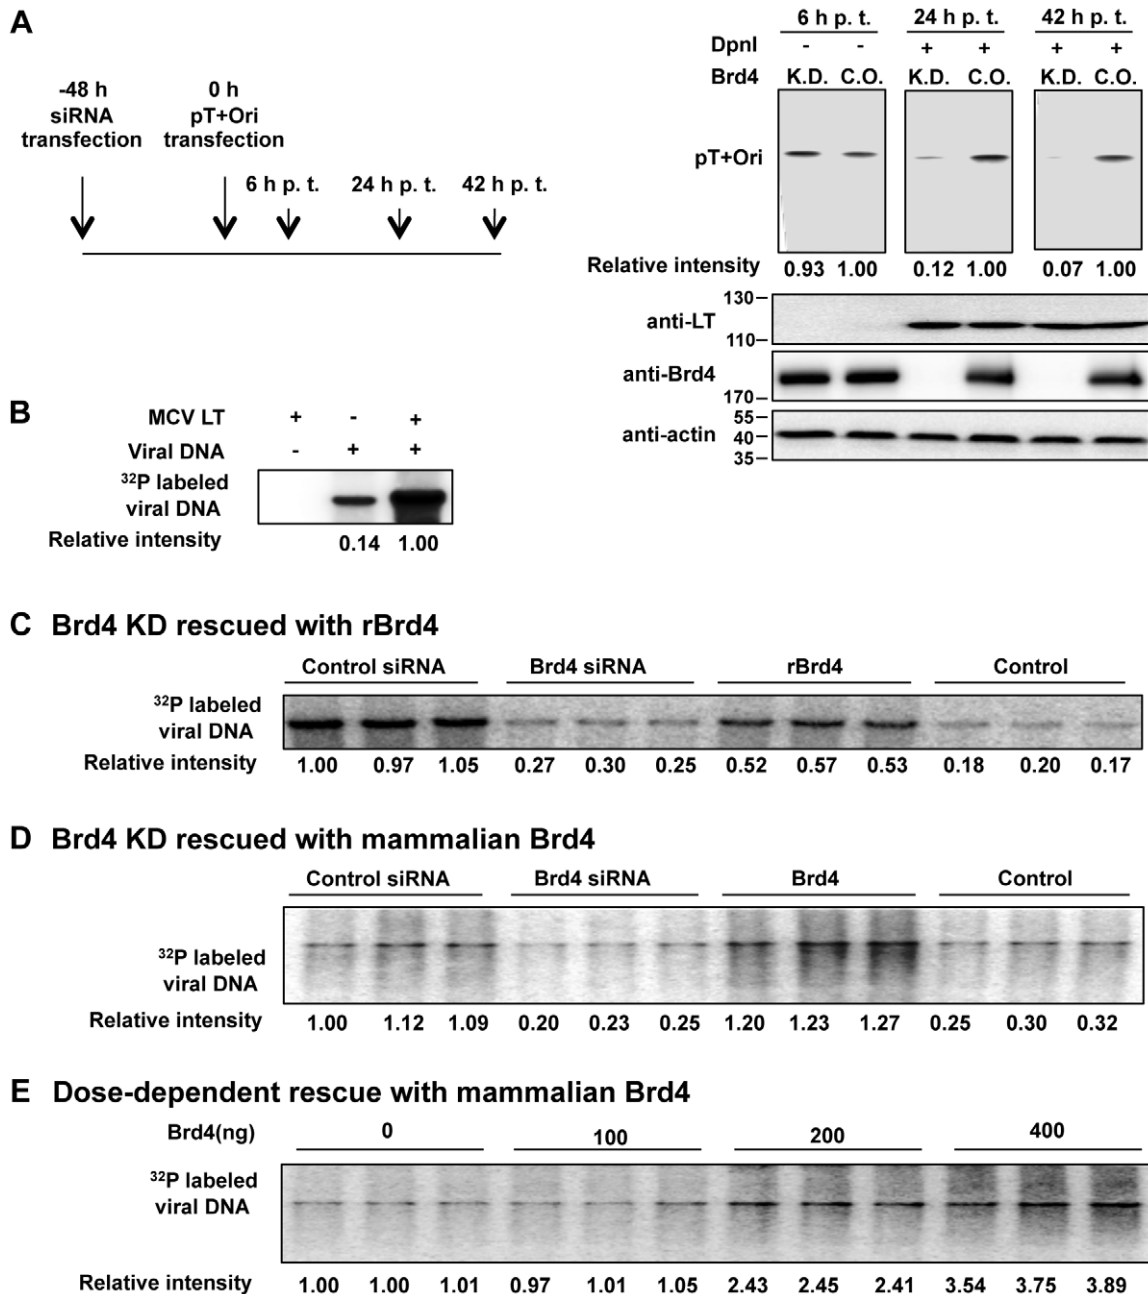 A
-48 h
siRNA
transfection
0 h
pT+Ori
transfection
6 h p. t.
24 h p. t.
42 h p. t.
6 h p. t. 24 h p. t. 42 h p. t.
DpnI - - + + + +
Brd4 K.D. C.O. K.D. C.O. K.D. C.O.
pT+Ori
Relative intensity 0.93 1.00 0.12 1.00 0.07 1.00
130
anti-LT
110
anti-Brd4
170
55
anti-actin 40
35
B
MCV LT + - +
Viral DNA - + +
32P labeled
viral DNA
Relative intensity 0.14 1.00
C Brd4 KD rescued with rBrd4
Control siRNA Brd4 siRNA rBrd4 Control
32P labeled
viral DNA
Relative intensity 1.00 0.97 1.05 0.27 0.30 0.25 0.52 0.57 0.53 0.18 0.20 0.17
D Brd4 KD rescued with mammalian Brd4
Control siRNA Brd4 siRNA Brd4 Control
32P labeled
viral DNA
Relative intensity 1.00 1.12 1.09 0.20 0.23 0.25 1.20 1.23 1.27 0.25 0.30 0.32
E Dose-dependent rescue with mammalian Brd4
Brd4(ng) 0 100 200 400
32P labeled
viral DNA
Relative intensity 1.00 1.00 1.01 0.97 1.01 1.05 2.43 2.45 2.41 3.54 3.75 3.89